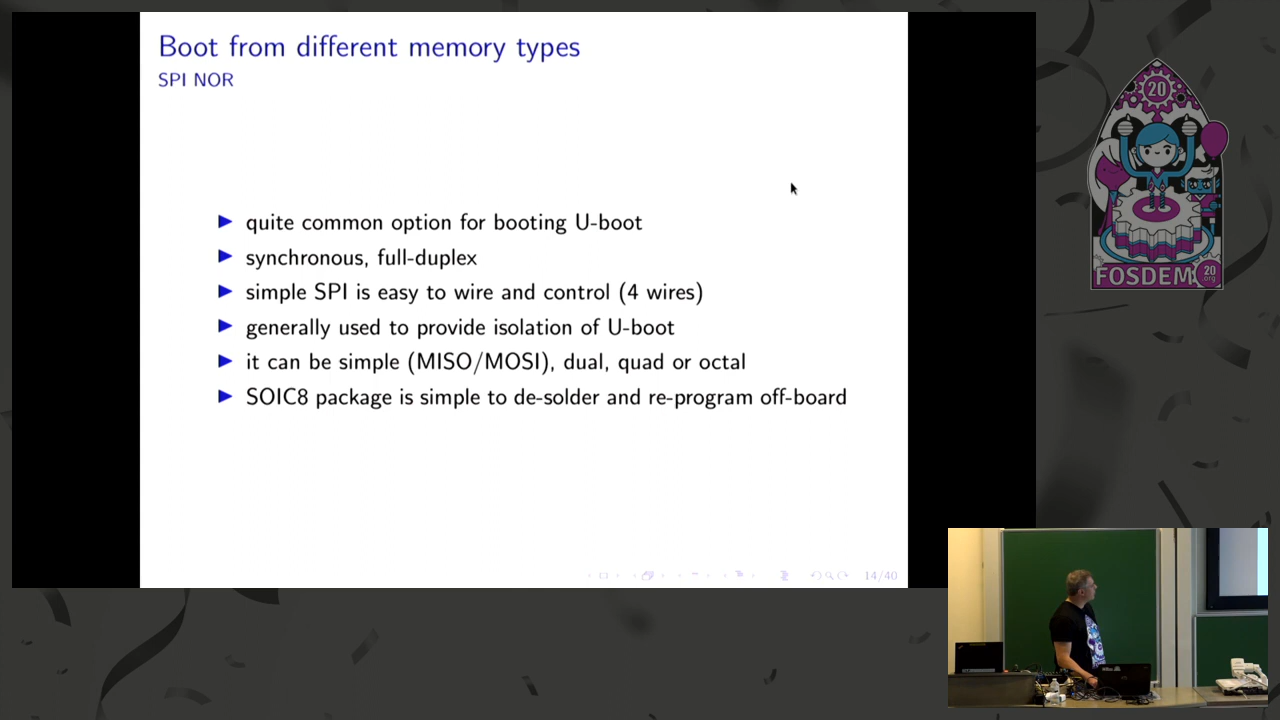 Boot from different memory types
SPI NOR
quite common option for booting U-boot
synchronous, full-duplex
simple SPI is easy to wire and control (4 wires)
generally used to provide isolation of U-boot
it can be simple (MISO/MOSI), dual, quad or octal
SOIC8 package is simple to de-solder and re-program off-board
14/40
20
FOSDEM
20
.org